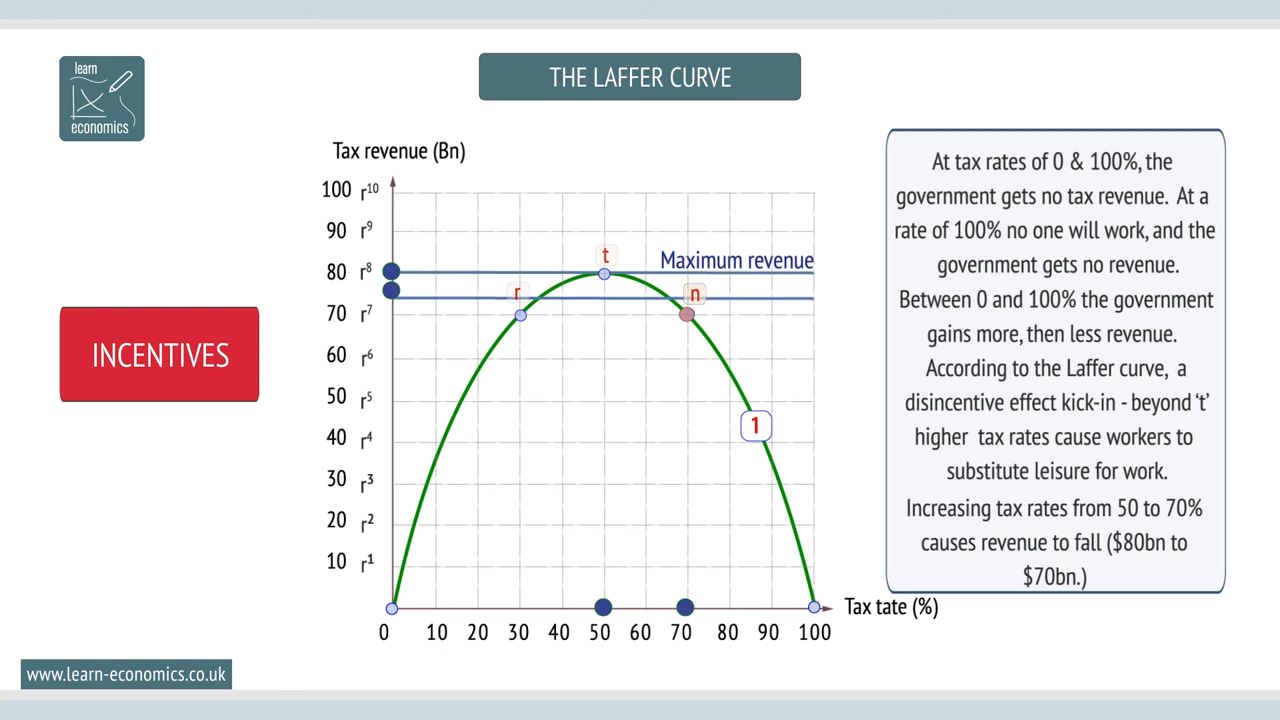 learn
economics
THE LAFFER CURVE
INCENTIVES
Tax revenue (Bn)
100 r¹⁰
90 r⁹
80 r⁸
70 r⁷
60 r⁶
50 r⁵
40 r⁴
30 r³
20 r²
10 r¹
t
Maximum revenue
r
n
1
0 10 20 30 40 50 60 70 80 90 100
Tax tate (%)
At tax rates of 0 & 100%, the
government gets no tax revenue. At a
rate of 100% no one will work, and the
government gets no revenue.
Between 0 and 100% the government
gains more, then less revenue.
According to the Laffer curve, a
disincentive effect kick-in - beyond ‘t’
higher tax rates cause workers to
substitute leisure for work.
Increasing tax rates from 50 to 70%
causes revenue to fall ($80bn to
$70bn.)
www.learn-economics.co.uk